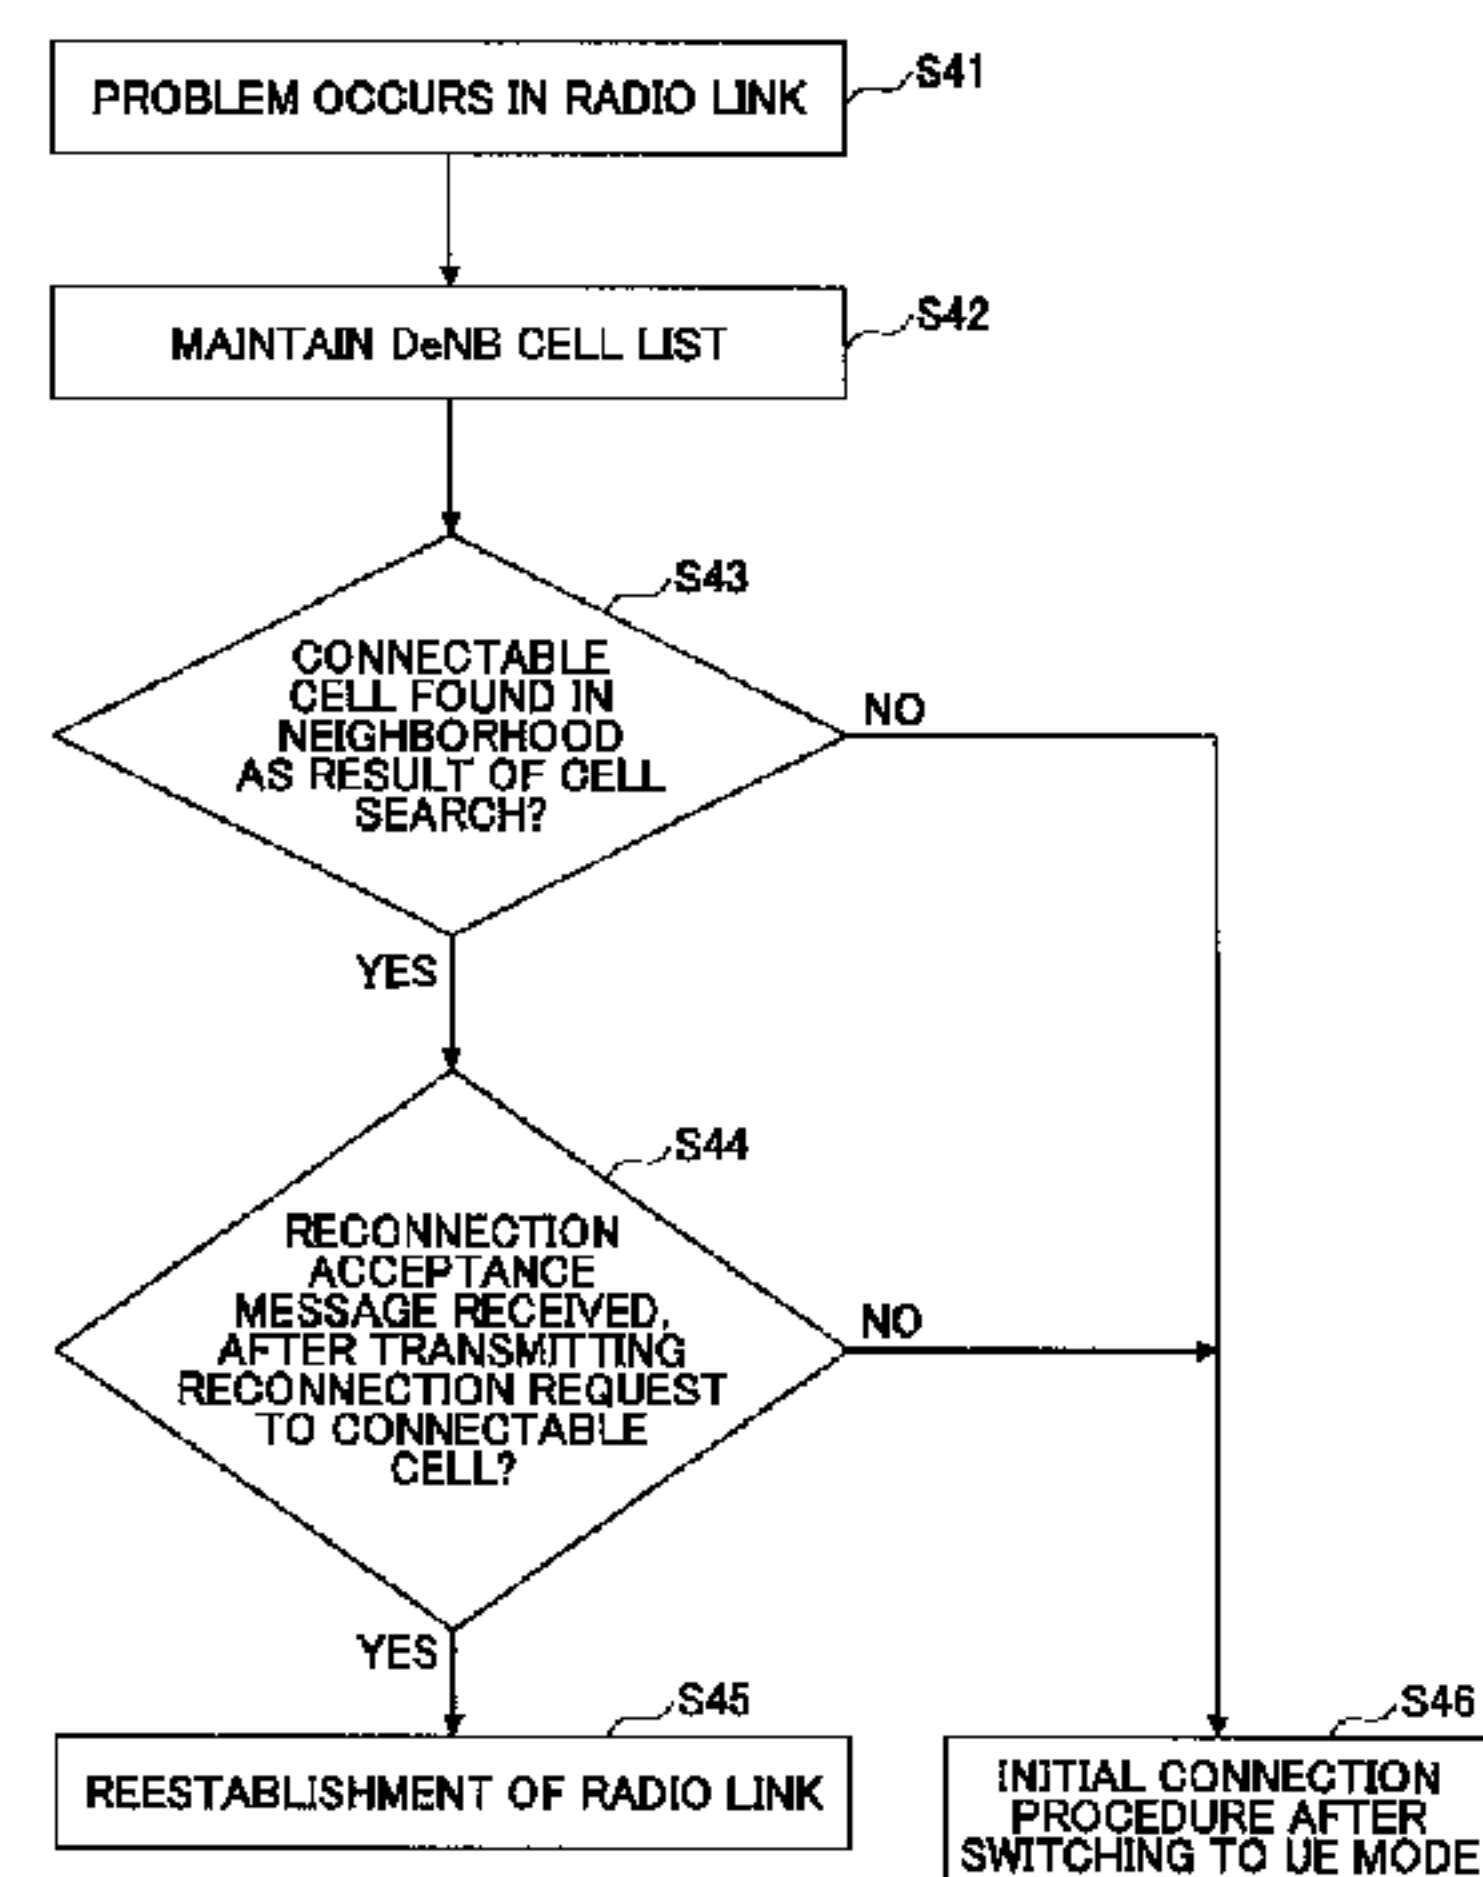 PROBLEM OCCURS IN RADIO LINK
S41
MAINTAIN DeNB CELL LIST
S42
S43
CONNECTABLE
CELL FOUND IN
NEIGHBORHOOD
AS RESULT OF CELL
SEARCH?
NO
YES
S44
RECONNECTION
ACCEPTANCE
MESSAGE RECEIVED,
AFTER TRANSMITTING
RECONNECTION REQUEST
TO CONNECTABLE
CELL?
NO
YES
S45
REESTABLISHMENT OF RADIO LINK
S46
INITIAL CONNECTION
PROCEDURE AFTER
SWITCHING TO UE MODE